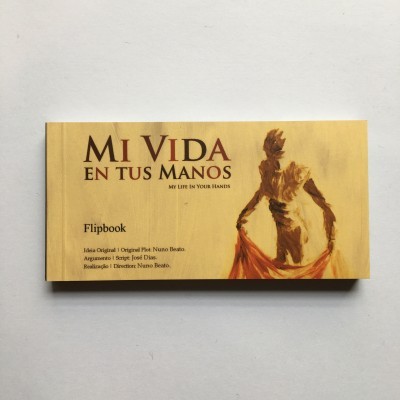 MI VIDA
EN TUS MANOS
MY LIFE IN YOUR HANDS
Flipbook
Ideia Original | Original Plot: Nuno Beato.
Argumento | Script: José Dias.
Realização | Direction: Nuno Beato.